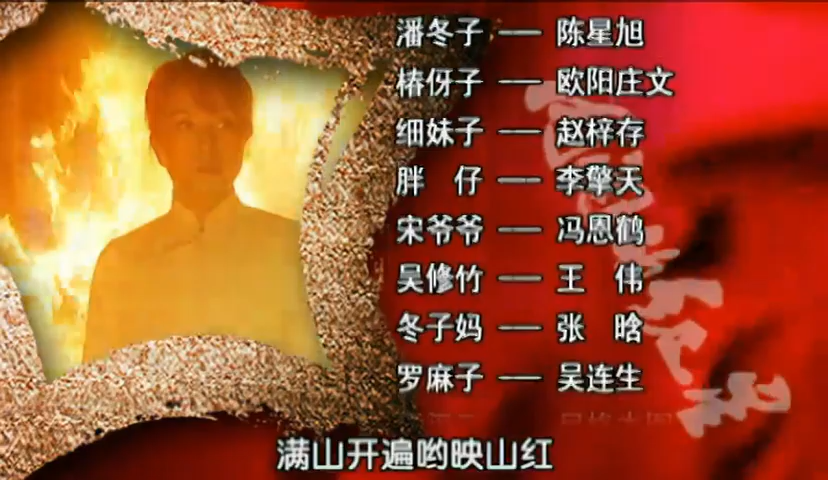 潘冬子 — 陈星旭
椿伢子 — 欧阳庄文
细妹子 — 赵梓存
胖 仔 — 李擎天
宋爷爷 — 冯恩鹤
吴修竹 — 王 伟
冬子妈 — 张 晗
罗麻子 — 吴连生
满山开遍哟映山红